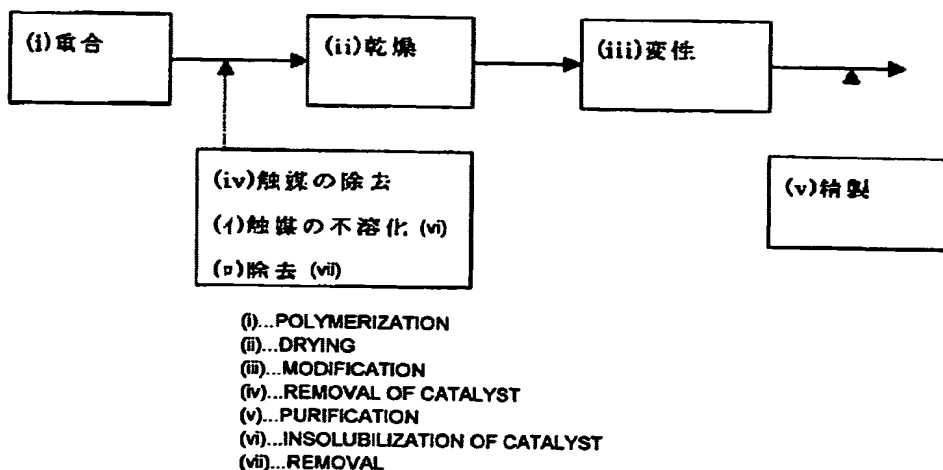 (i)重合
(ii)乾燥
(iii)変性
(iv)触媒の除去
(イ)触媒の不溶化 (vi)
(ロ)除去 (vii)
(v)精製
(i)...POLYMERIZATION
(ii)...DRYING
(iii)...MODIFICATION
(iv)...REMOVAL OF CATALYST
(v)...PURIFICATION
(vi)...INSOLUBILIZATION OF CATALYST
(vii)...REMOVAL